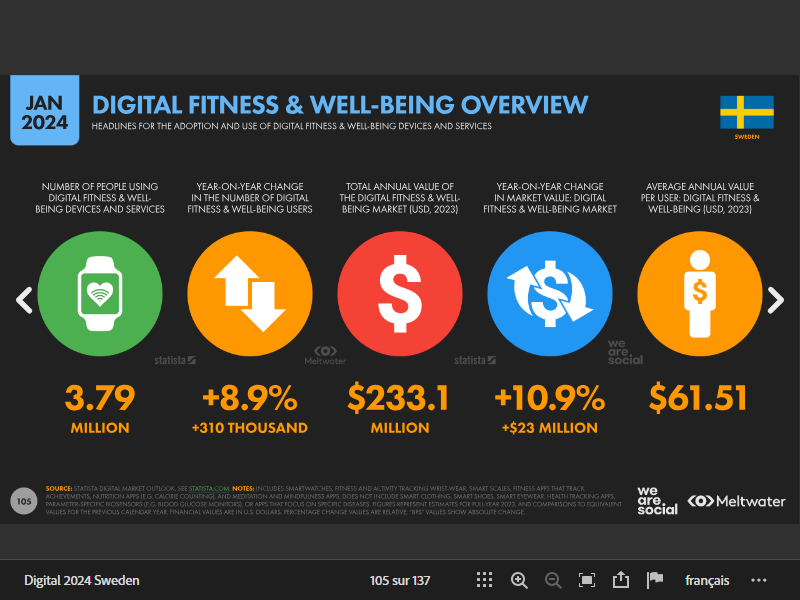 JAN
2024
DIGITAL FITNESS & WELL-BEING OVERVIEW
HEADLINES FOR THE ADOPTION AND USE OF DIGITAL FITNESS & WELL-BEING DEVICES AND SERVICES
SWEDEN
NUMBER OF PEOPLE USING
DIGITAL FITNESS & WELL-
BEING DEVICES AND SERVICES
YEAR-ON-YEAR CHANGE
IN THE NUMBER OF DIGITAL
FITNESS & WELL-BEING USERS
TOTAL ANNUAL VALUE OF
THE DIGITAL FITNESS & WELL-
BEING MARKET (USD, 2023)
YEAR-ON-YEAR CHANGE
IN MARKET VALUE: DIGITAL
FITNESS & WELL-BEING MARKET
AVERAGE ANNUAL VALUE
PER USER: DIGITAL FITNESS &
WELL-BEING (USD, 2023)
$
$
$
statista
Meltwater
statista
we
are.
social
3.79
MILLION
+8.9%
+310 THOUSAND
$233.1
MILLION
+10.9%
+$23 MILLION
$61.51
105
SOURCE: STATISTA DIGITAL MARKET OUTLOOK. SEE STATISTA.COM. NOTES: INCLUDES SMARTWATCHES, FITNESS AND ACTIVITY TRACKING WRIST-WEAR, SMART SCALES, FITNESS APPS THAT TRACK
ACHIEVEMENTS, NUTRITION APPS (E.G. CALORIE COUNTING), AND MEDITATION AND MINDFULNESS APPS. DOES NOT INCLUDE SMART CLOTHING, SMART SHOES, SMART EYEWEAR, HEALTH TRACKING APPS,
PARAMETER-SPECIFIC BIOSENSORS (E.G. BLOOD GLUCOSE MONITORS), OR APPS THAT FOCUS ON SPECIFIC DISEASES. FIGURES REPRESENT ESTIMATES FOR FULL-YEAR 2023, AND COMPARISONS TO EQUIVALENT
VALUES FOR THE PREVIOUS CALENDAR YEAR. FINANCIAL VALUES ARE IN U.S. DOLLARS. PERCENTAGE CHANGE VALUES ARE RELATIVE. "BPS" VALUES SHOW ABSOLUTE CHANGE.
we
are.
social
Meltwater
Digital 2024 Sweden
105 sur 137
français